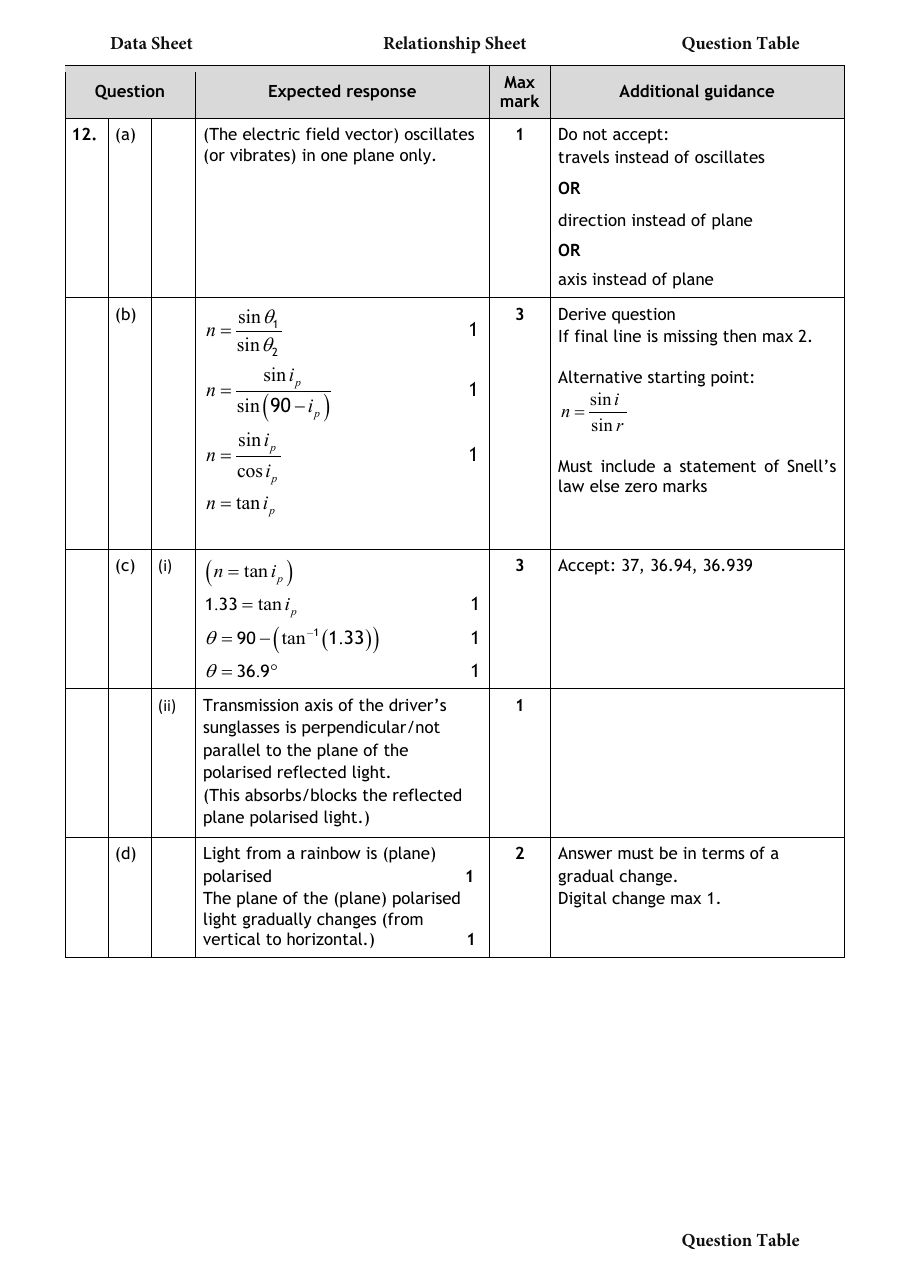 Data Sheet Relationship Sheet Question Table
Question Expected response Max mark Additional guidance
12. (a) (The electric field vector) oscillates
(or vibrates) in one plane only.
1
Do not accept:
travels instead of oscillates
OR
direction instead of plane
OR
axis instead of plane
(b) n = sin θ₁ / sin θ₂ 1
n = sin iₚ / sin(90 − iₚ) 1
n = sin iₚ / cos iₚ 1
n = tan iₚ
3
Derive question
If final line is missing then max 2.
Alternative starting point:
n = sin i / sin r
Must include a statement of Snell’s
law else zero marks
(c) (i) (n = tan iₚ)
1.33 = tan iₚ 1
θ = 90 − (tan⁻¹(1.33)) 1
θ = 36.9° 1
3
Accept: 37, 36.94, 36.939
(ii) Transmission axis of the driver’s
sunglasses is perpendicular/not
parallel to the plane of the
polarised reflected light.
(This absorbs/blocks the reflected
plane polarised light.)
1
(d) Light from a rainbow is (plane)
polarised 1
The plane of the (plane) polarised
light gradually changes (from
vertical to horizontal.) 1
2
Answer must be in terms of a
gradual change.
Digital change max 1.
Question Table